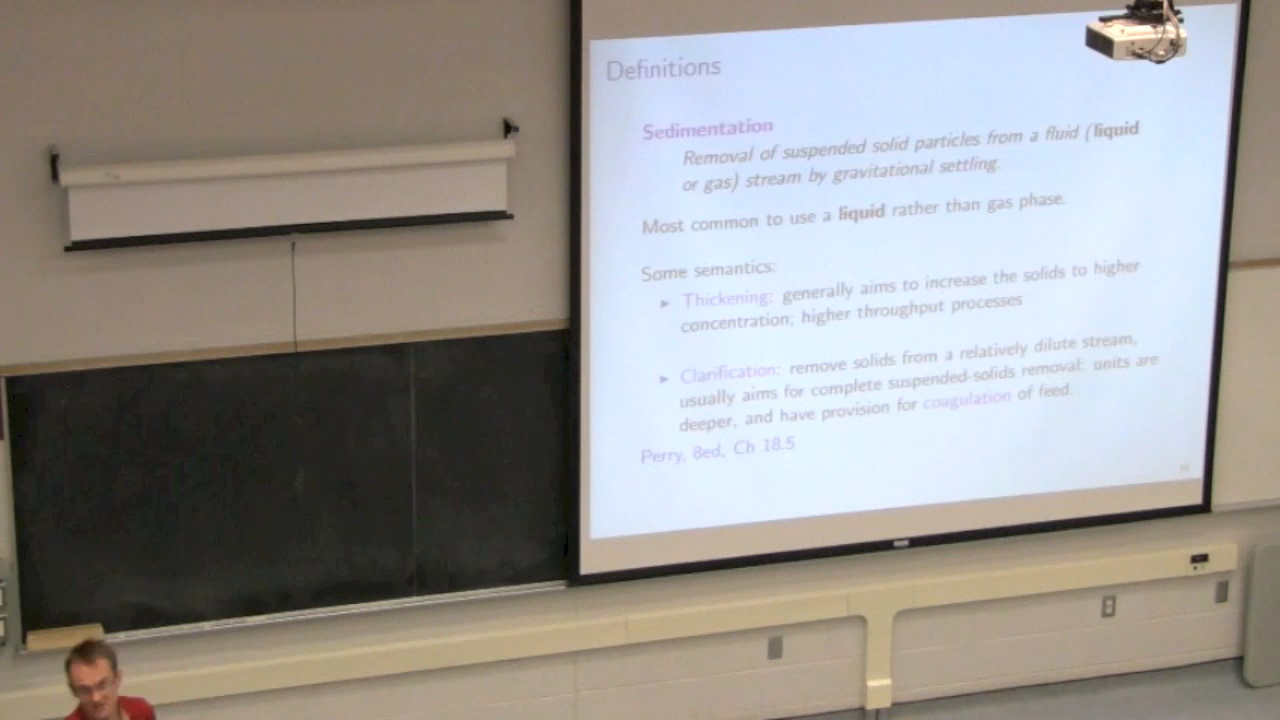 Definitions
Sedimentation
Removal of suspended solid particles from a fluid (liquid
or gas) stream by gravitational settling.
Most common to use a liquid rather than gas phase.
Some semantics:
► Thickening: generally aims to increase the solids to higher
concentration; higher throughput processes
► Clarification: remove solids from a relatively dilute stream,
usually aims for complete suspended-solids removal: units are
deeper, and have provision for coagulation of feed.
Perry, 8ed, Ch 18.5